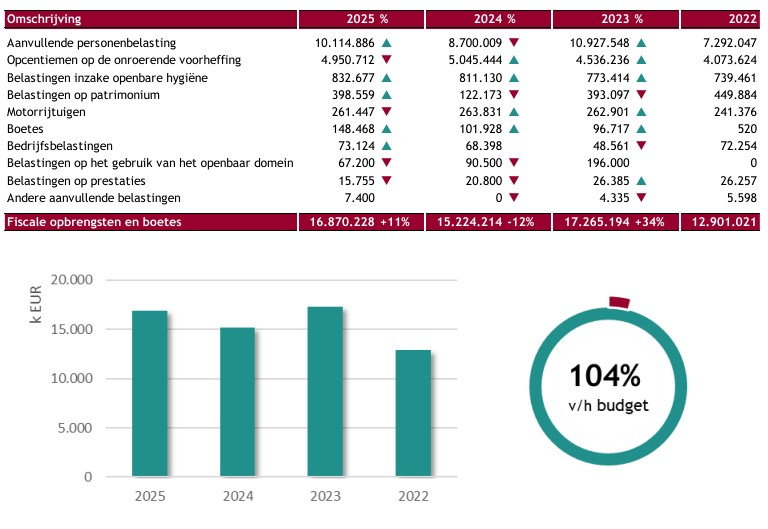 Omschrijving 2025 % 2024 % 2023 % 2022
Aanvullende personenbelasting 10.114.886 ▲ 8.700.009 ▼ 10.927.548 ▲ 7.292.047
Opcentiemen op de onroerende voorheffing 4.950.712 ▼ 5.045.444 ▲ 4.536.236 ▲ 4.073.624
Belastingen inzake openbare hygiëne 832.677 ▲ 811.130 ▲ 773.414 ▲ 739.461
Belastingen op patrimonium 398.559 ▲ 122.173 ▼ 393.097 ▼ 449.884
Motorrijtuigen 261.447 ▼ 263.831 ▲ 262.901 ▲ 241.376
Boetes 148.468 ▲ 101.928 ▲ 96.717 ▲ 520
Bedrijfsbelastingen 73.124 ▲ 68.398 48.561 ▼ 72.254
Belastingen op het gebruik van het openbaar domein 67.200 ▼ 90.500 ▼ 196.000 0
Belastingen op prestaties 15.755 ▼ 20.800 ▼ 26.385 ▲ 26.257
Andere aanvullende belastingen 7.400 0 ▼ 4.335 ▼ 5.598
Fiscale opbrengsten en boetes 16.870.228 +11% 15.224.214 -12% 17.265.194 +34% 12.901.021
k EUR
20.000
15.000
10.000
5.000
0
2025 2024 2023 2022
104%
v/h budget